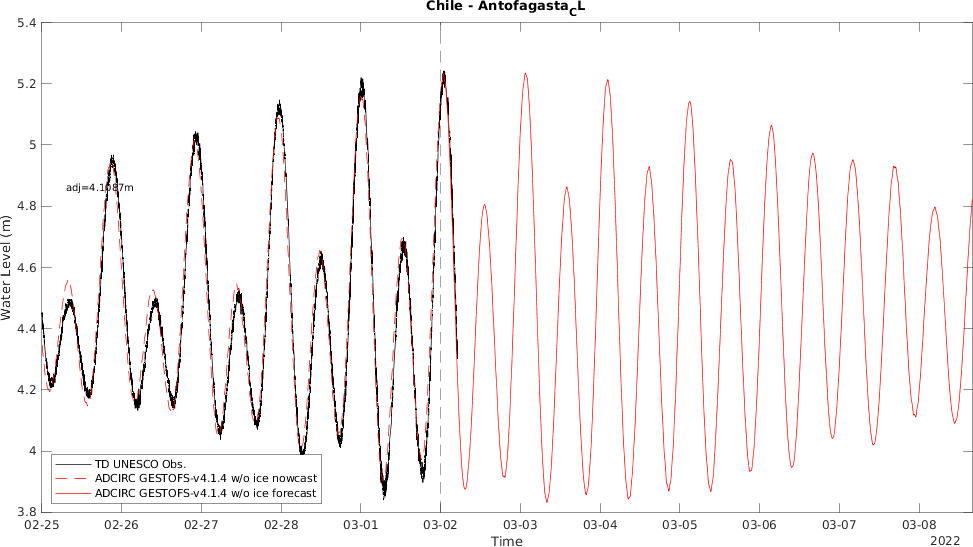 Chile - Antofagasta_CL
5.4
5.2
5
4.8
4.6
4.4
4.2
4
3.8
Water Level (m)
adj=4.1087m
TD UNESCO Obs.
ADCIRC GESTOFS-v4.1.4 w/o ice nowcast
ADCIRC GESTOFS-v4.1.4 w/o ice forecast
02-25 02-26 02-27 02-28 03-01 03-02 03-03 03-04 03-05 03-06 03-07 03-08
Time
2022